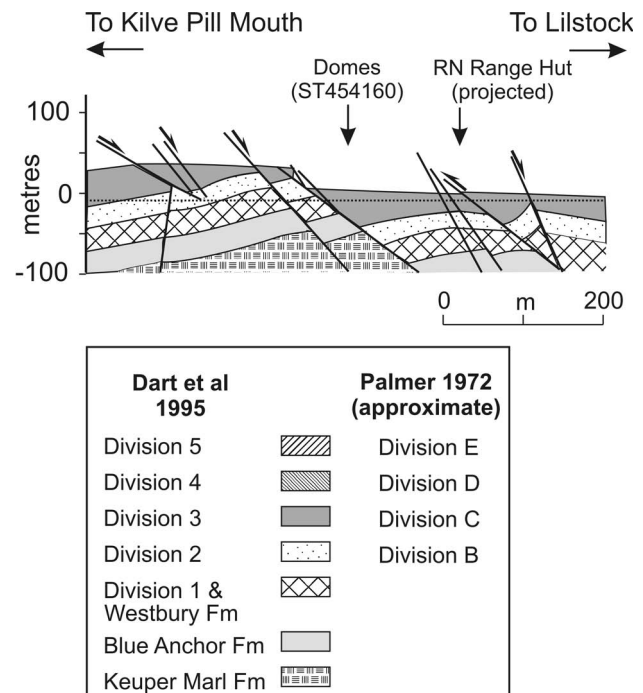 To Kilve Pill Mouth
To Lilstock
Domes
(ST454160)
RN Range Hut
(projected)
100
0
-100
metres
0 m 200
Dart et al
1995
Palmer 1972
(approximate)
Division 5 Division E
Division 4 Division D
Division 3 Division C
Division 2 Division B
Division 1 &
Westbury Fm
Blue Anchor Fm
Keuper Marl Fm